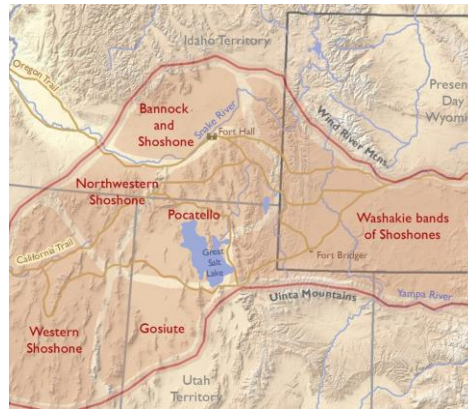 Idaho Territory
Oregon Trail
Bannock
and
Shoshone
Snake River
Fort Hall
Present
Day
Wyomi
Wind River Mtns.
Northwestern
Shoshone
Pocatello
Washakie bands
of Shoshones
California Trail
Great
Salt
Lake
Fort Bridger
Uinta Mountains
Yampa River
Western
Shoshone
Gosiute
Utah
Territory